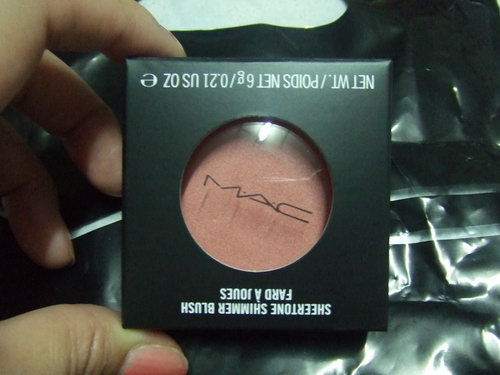 SHEERTONE SHIMMER BLUSH
FARD À JOUES
MAC
NET WT./POIDS NET 6 g/0.21 US OZ ℮